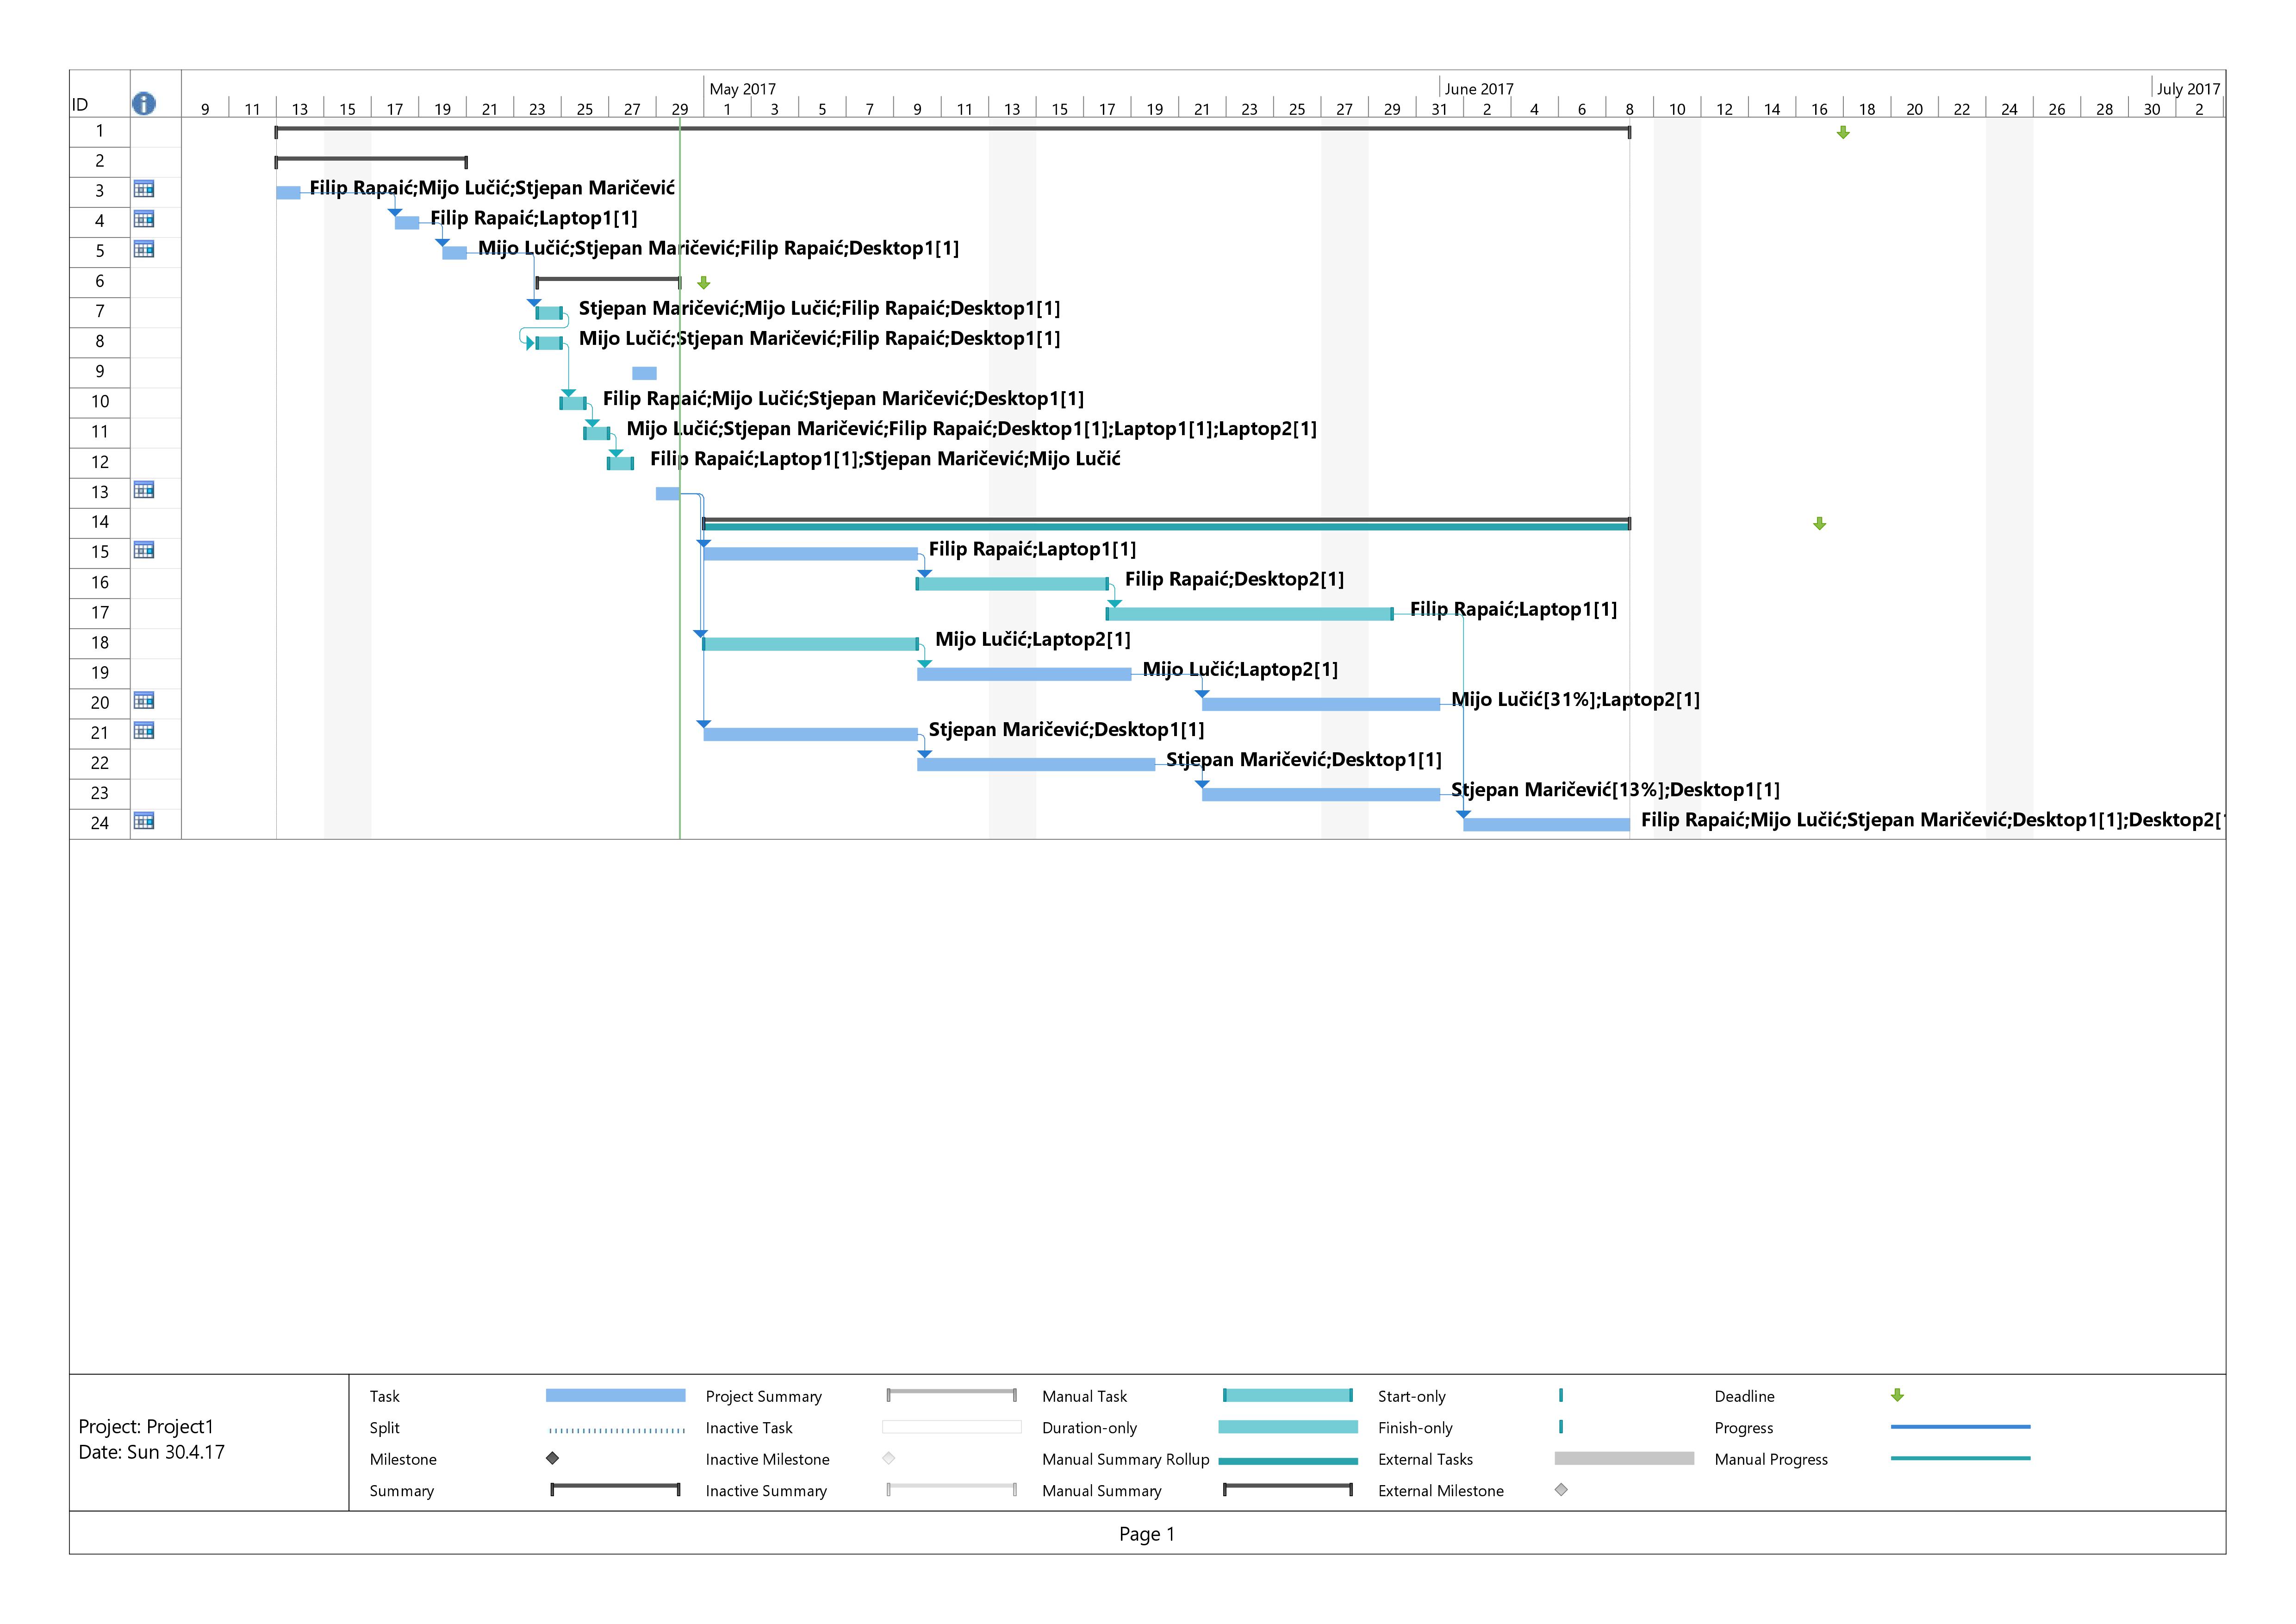 May 2017 June 2017 July 2017
ID 9 11 13 15 17 19 21 23 25 27 29 1 3 5 7 9 11 13 15 17 19 21 23 25 27 29 31 2 4 6 8 10 12 14 16 18 20 22 24 26 28 30 2
1
2
3 Filip Rapaić;Mijo Lučić;Stjepan Maričević
4 Filip Rapaić;Laptop1[1]
5 Mijo Lučić;Stjepan Maričević;Filip Rapaić;Desktop1[1]
6
7 Stjepan Maričević;Mijo Lučić;Filip Rapaić;Desktop1[1]
8 Mijo Lučić;Stjepan Maričević;Filip Rapaić;Desktop1[1]
9
10 Filip Rapaić;Mijo Lučić;Stjepan Maričević;Desktop1[1]
11 Mijo Lučić;Stjepan Maričević;Filip Rapaić;Desktop1[1];Laptop1[1];Laptop2[1]
12 Filip Rapaić;Laptop1[1];Stjepan Maričević;Mijo Lučić
13
14
15 Filip Rapaić;Laptop1[1]
16 Filip Rapaić;Desktop2[1]
17 Filip Rapaić;Laptop1[1]
18 Mijo Lučić;Laptop2[1]
19 Mijo Lučić;Laptop2[1]
20 Mijo Lučić[31%];Laptop2[1]
21 Stjepan Maričević;Desktop1[1]
22 Stjepan Maričević;Desktop1[1]
23 Stjepan Maričević[13%];Desktop1[1]
24 Filip Rapaić;Mijo Lučić;Stjepan Maričević;Desktop1[1];Desktop2[
Project: Project1
Date: Sun 30.4.17
Task Project Summary Manual Task Start-only Deadline
Split Inactive Task Duration-only Finish-only Progress
Milestone Inactive Milestone Manual Summary Rollup External Tasks Manual Progress
Summary Inactive Summary Manual Summary External Milestone
Page 1